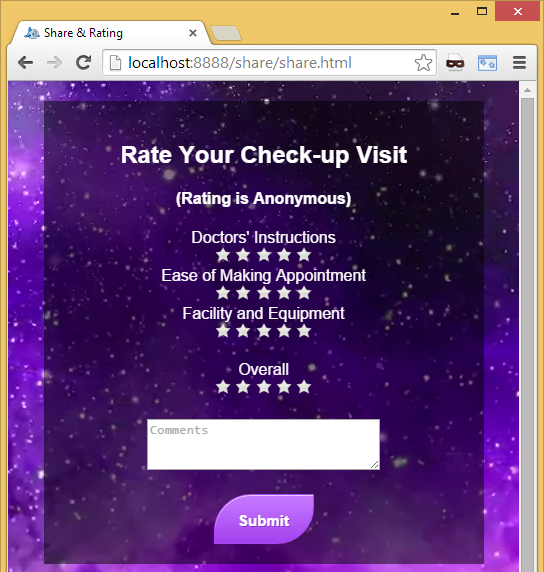 Share & Rating
localhost:8888/share/share.html
Rate Your Check-up Visit
(Rating is Anonymous)
Doctors' Instructions
Ease of Making Appointment
Facility and Equipment
Overall
Comments
Submit